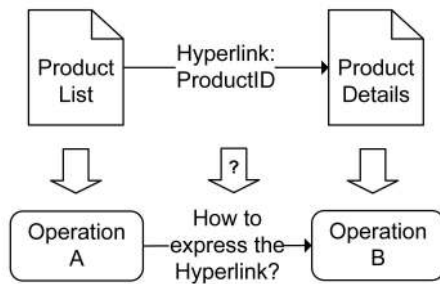 Product
List
Hyperlink:
ProductID
Product
Details
?
Operation
A
How to
express the
Hyperlink?
Operation
B